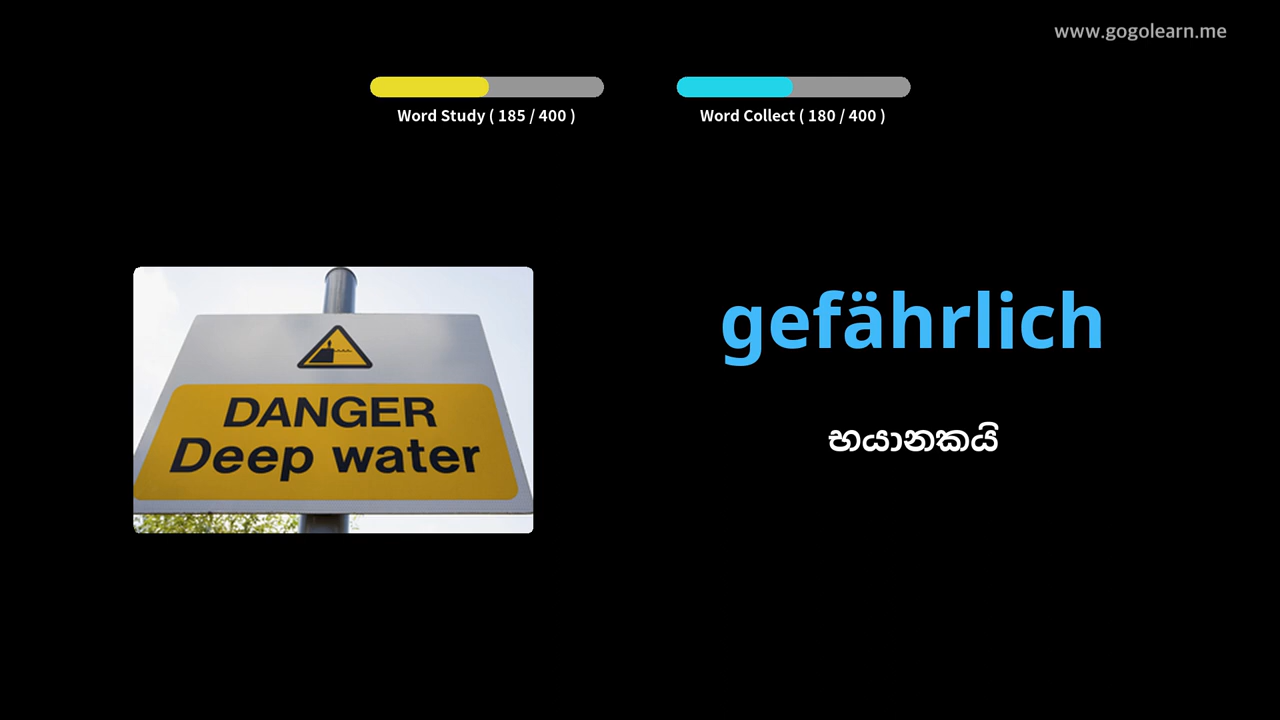 www.gogolearn.me
Word Study ( 185 / 400 )
Word Collect ( 180 / 400 )
DANGER
Deep water
gefährlich
භයානකයි